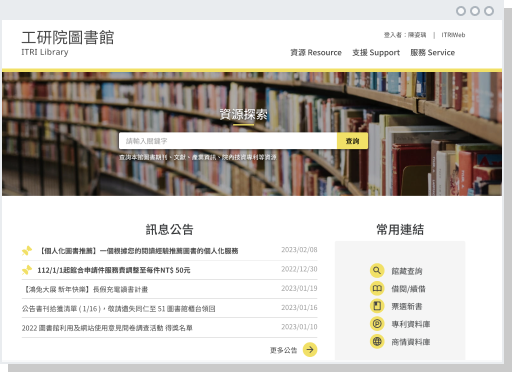 工研院圖書館
ITRI Library
登入者：陳姿瑀 | ITRIWeb
資源 Resource 支援 Support 服務 Service
資源探索
請輸入關鍵字 查詢
查詢本館圖書期刊、文獻、產業資訊、院內技資專利等資源
訊息公告
【個人化圖書推薦】一個根據您的閱讀經驗推薦圖書的個人化服務 2023/02/08
112/1/1起館合申請件服務費調整至每件NT$ 50元 2022/12/30
【鴻兔大展 新年快樂】長假充電讀書計畫 2023/01/19
公告書刊拾獲清單 ( 1/16 )，敬請遺失同仁至 51 圖書館櫃台領回 2023/01/16
2022 圖書館利用及網站使用意見問卷調查活動 得獎名單 2023/01/10
更多公告
常用連結
館藏查詢
借閱/續借
票選新書
專利資料庫
商情資料庫